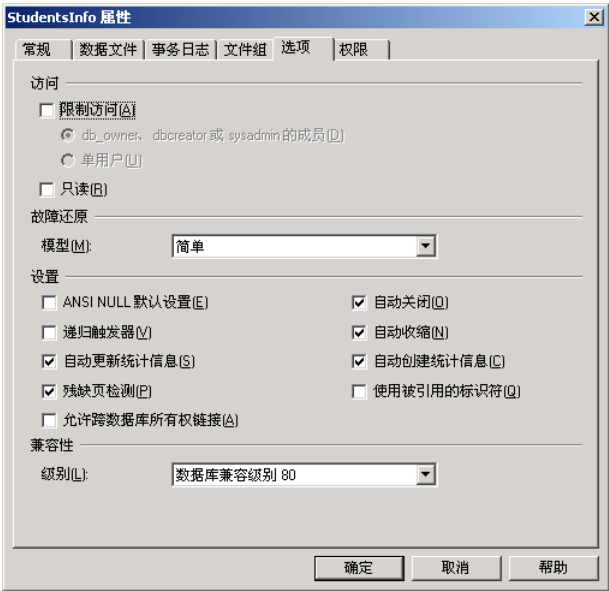 StudentsInfo 属性
常规 数据文件 事务日志 文件组 选项 权限
访问
限制访问(A)
db_owner、dbcreator 或 sysadmin 的成员(D)
单用户(U)
只读(R)
故障还原
模型(M): 简单
设置
ANSI NULL 默认设置(E) 自动关闭(O)
递归触发器(V) 自动收缩(N)
自动更新统计信息(S) 自动创建统计信息(C)
残缺页检测(P) 使用被引用的标识符(Q)
允许跨数据库所有权链接(A)
兼容性
级别(L): 数据库兼容级别 80
确定 取消 帮助